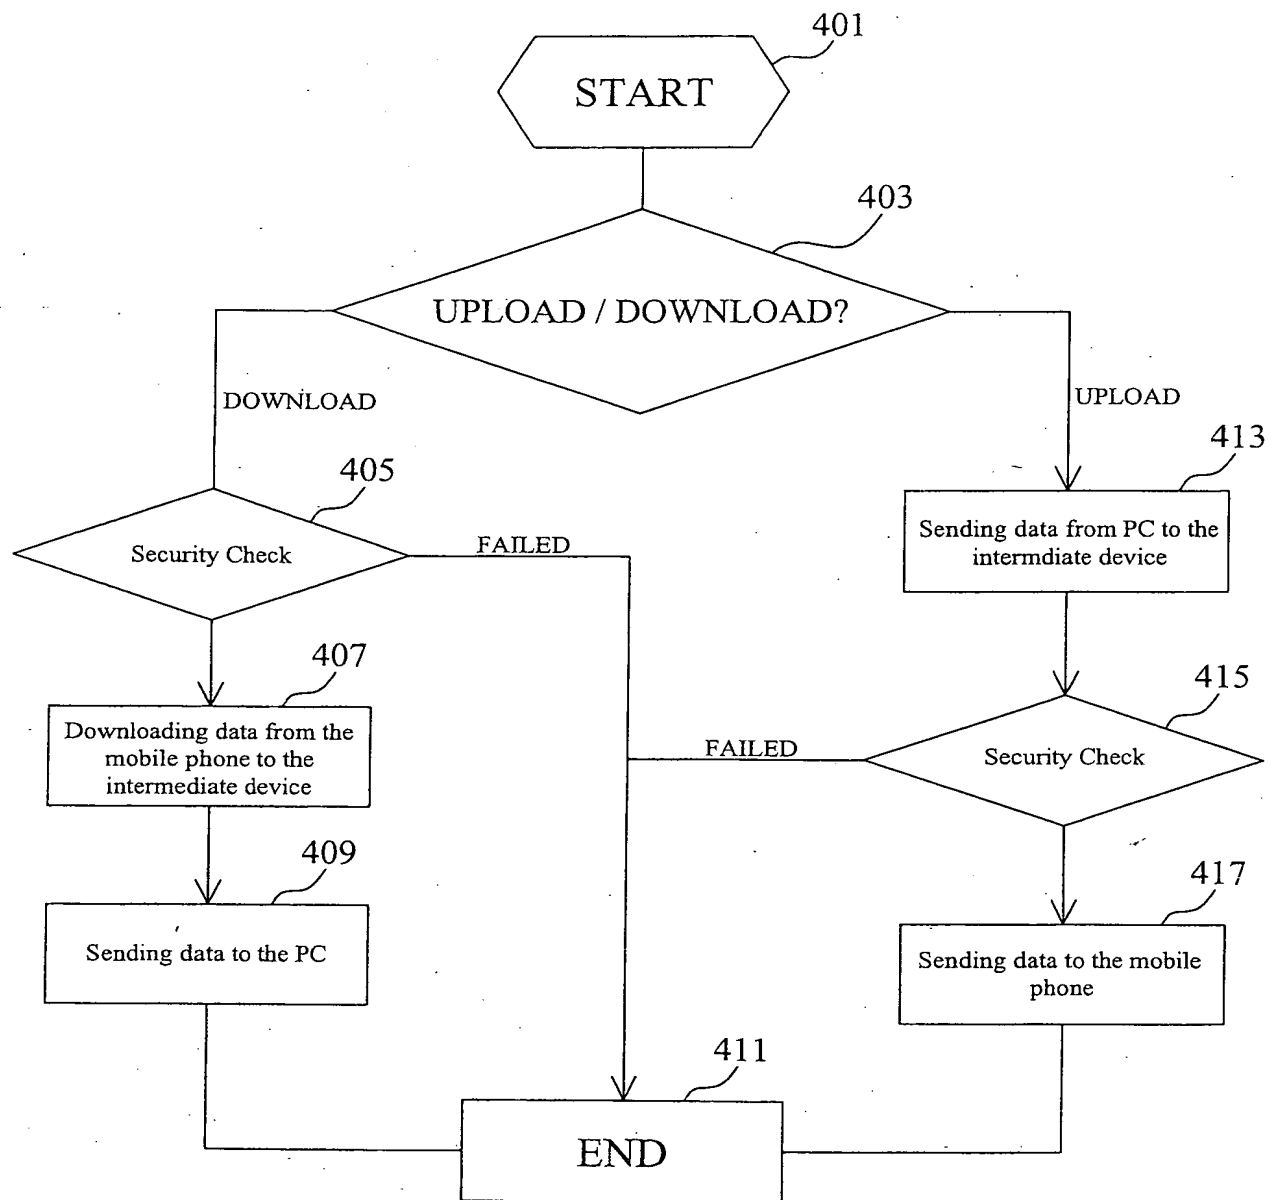 401
START
403
UPLOAD / DOWNLOAD?
DOWNLOAD
UPLOAD
413
405
Security Check
FAILED
Sending data from PC to the
intermdiate device
407
Downloading data from the
mobile phone to the
intermediate device
415
Security Check
FAILED
409
Sending data to the PC
417
Sending data to the mobile
phone
411
END